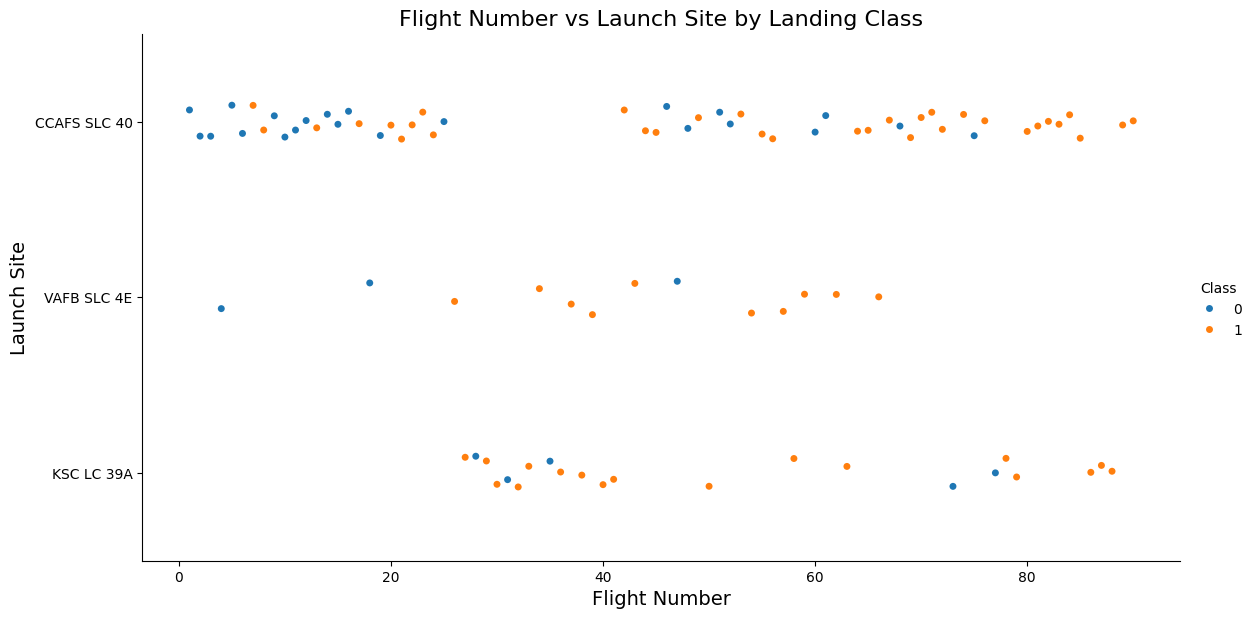 Flight Number vs Launch Site by Landing Class
Launch Site
CCAFS SLC 40
VAFB SLC 4E
KSC LC 39A
0
20
40
60
80
Flight Number
Class
0
1